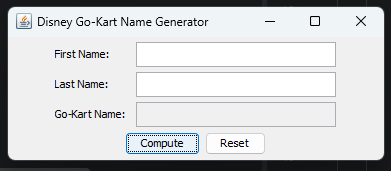 Disney Go-Kart Name Generator
First Name:
Last Name:
Go-Kart Name:
Compute Reset